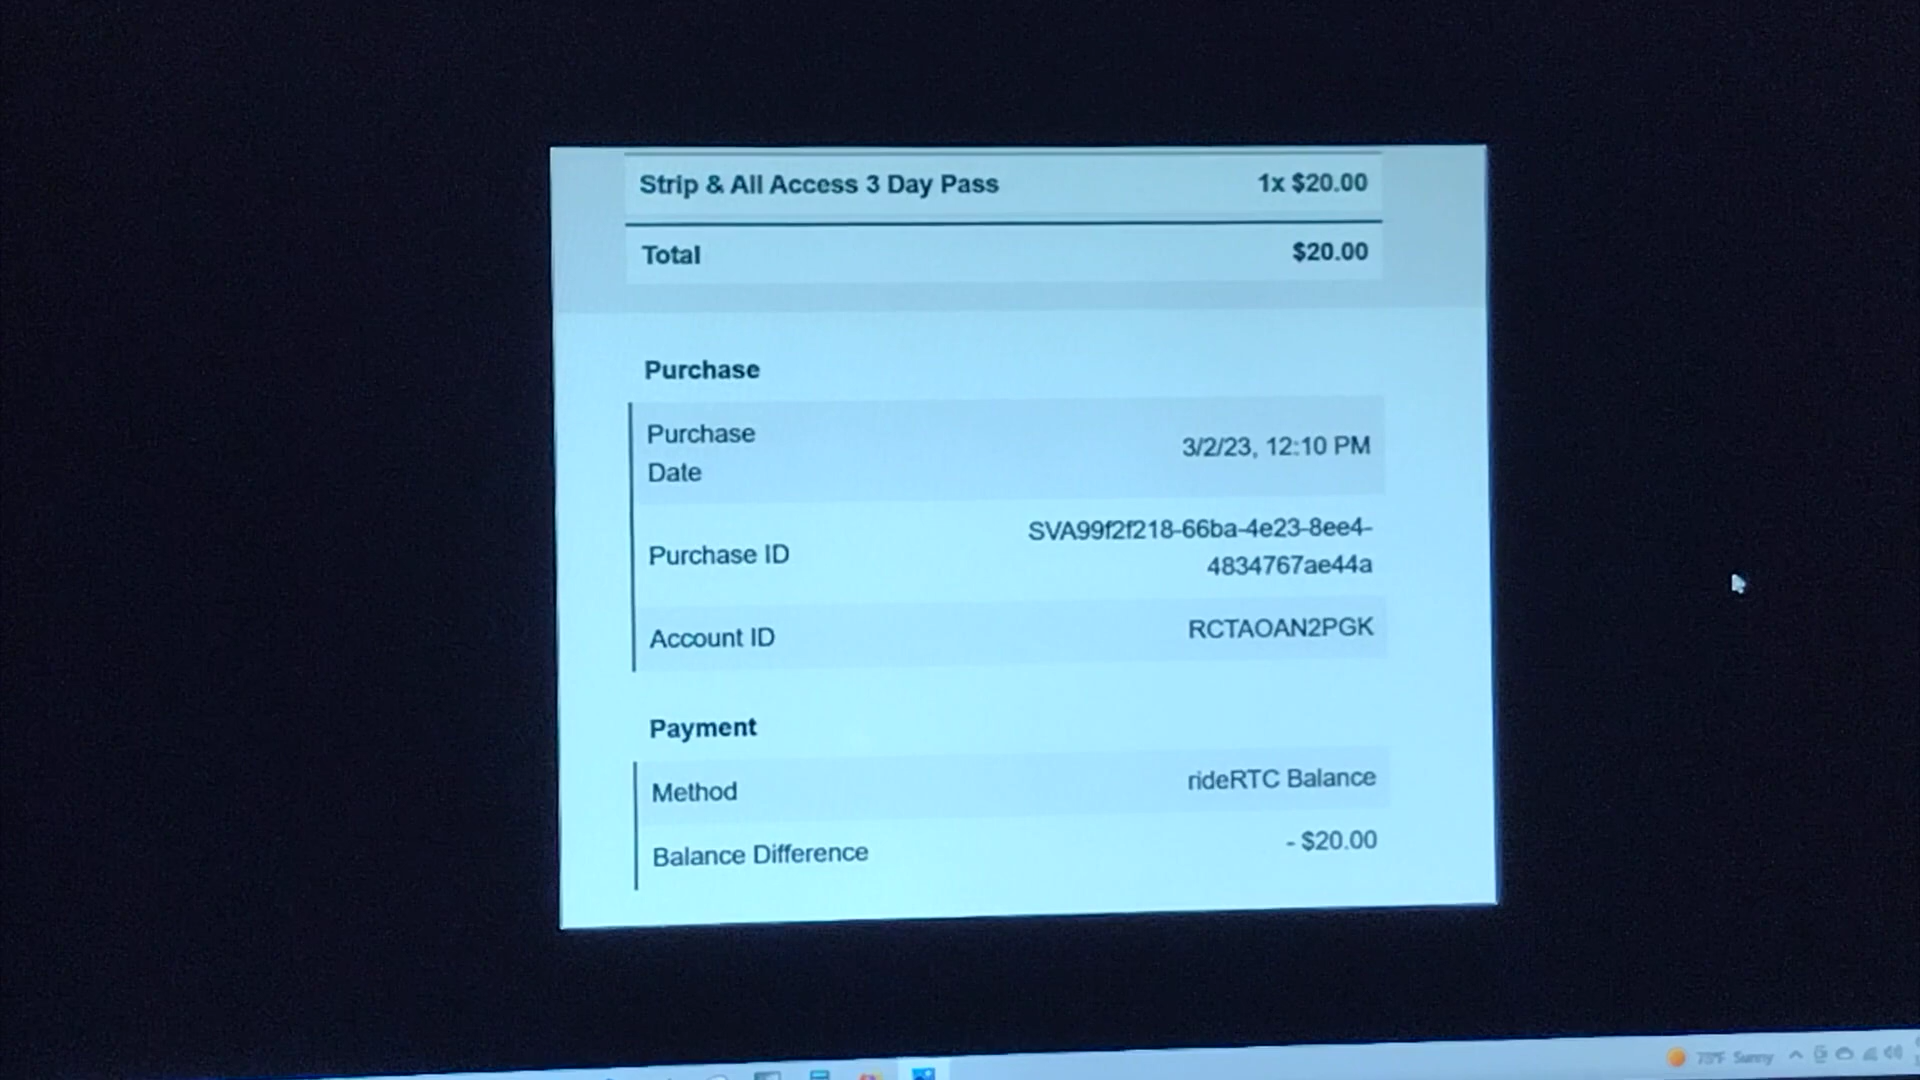 Strip & All Access 3 Day Pass 1x $20.00
Total $20.00
Purchase
Purchase
Date
3/2/23, 12:10 PM
Purchase ID
SVA99f2f218-66ba-4e23-8ee4-
4834767ae44a
Account ID RCTAOAN2PGK
Payment
Method rideRTC Balance
Balance Difference - $20.00
Sunny